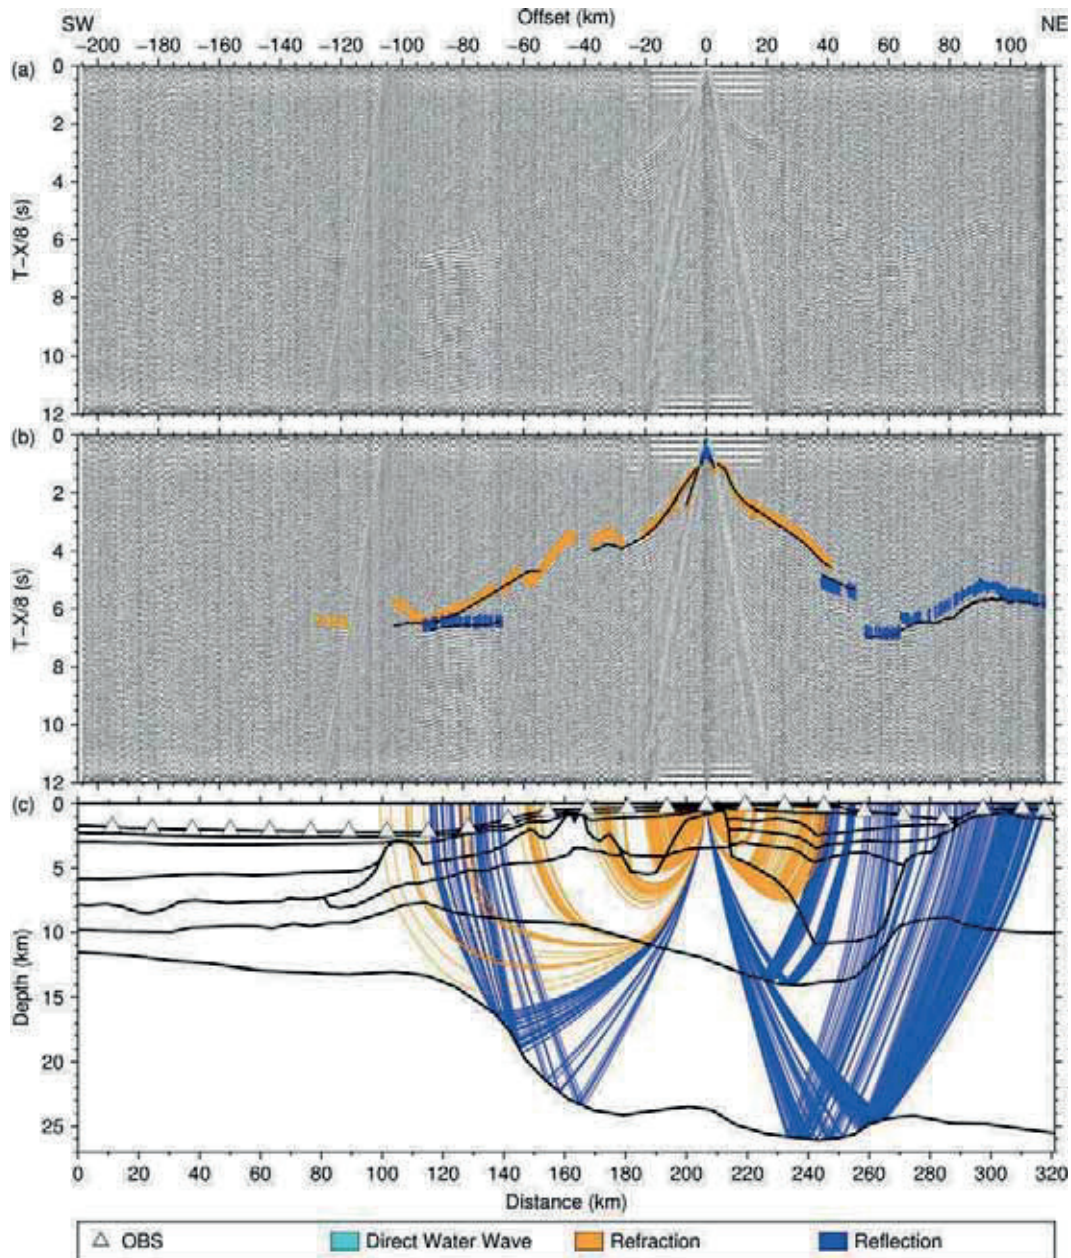 SW Offset (km) NE
−200 −180 −160 −140 −120 −100 −80 −60 −40 −20 0 20 40 60 80 100
(a)
0
2
4
6
8
10
12
T−X/8 (s)
(b)
0
2
4
6
8
10
12
T−X/8 (s)
(c)
0
5
10
15
20
25
Depth (km)
0 20 40 60 80 100 120 140 160 180 200 220 240 260 280 300 320
Distance (km)
OBS Direct Water Wave Refraction Reflection